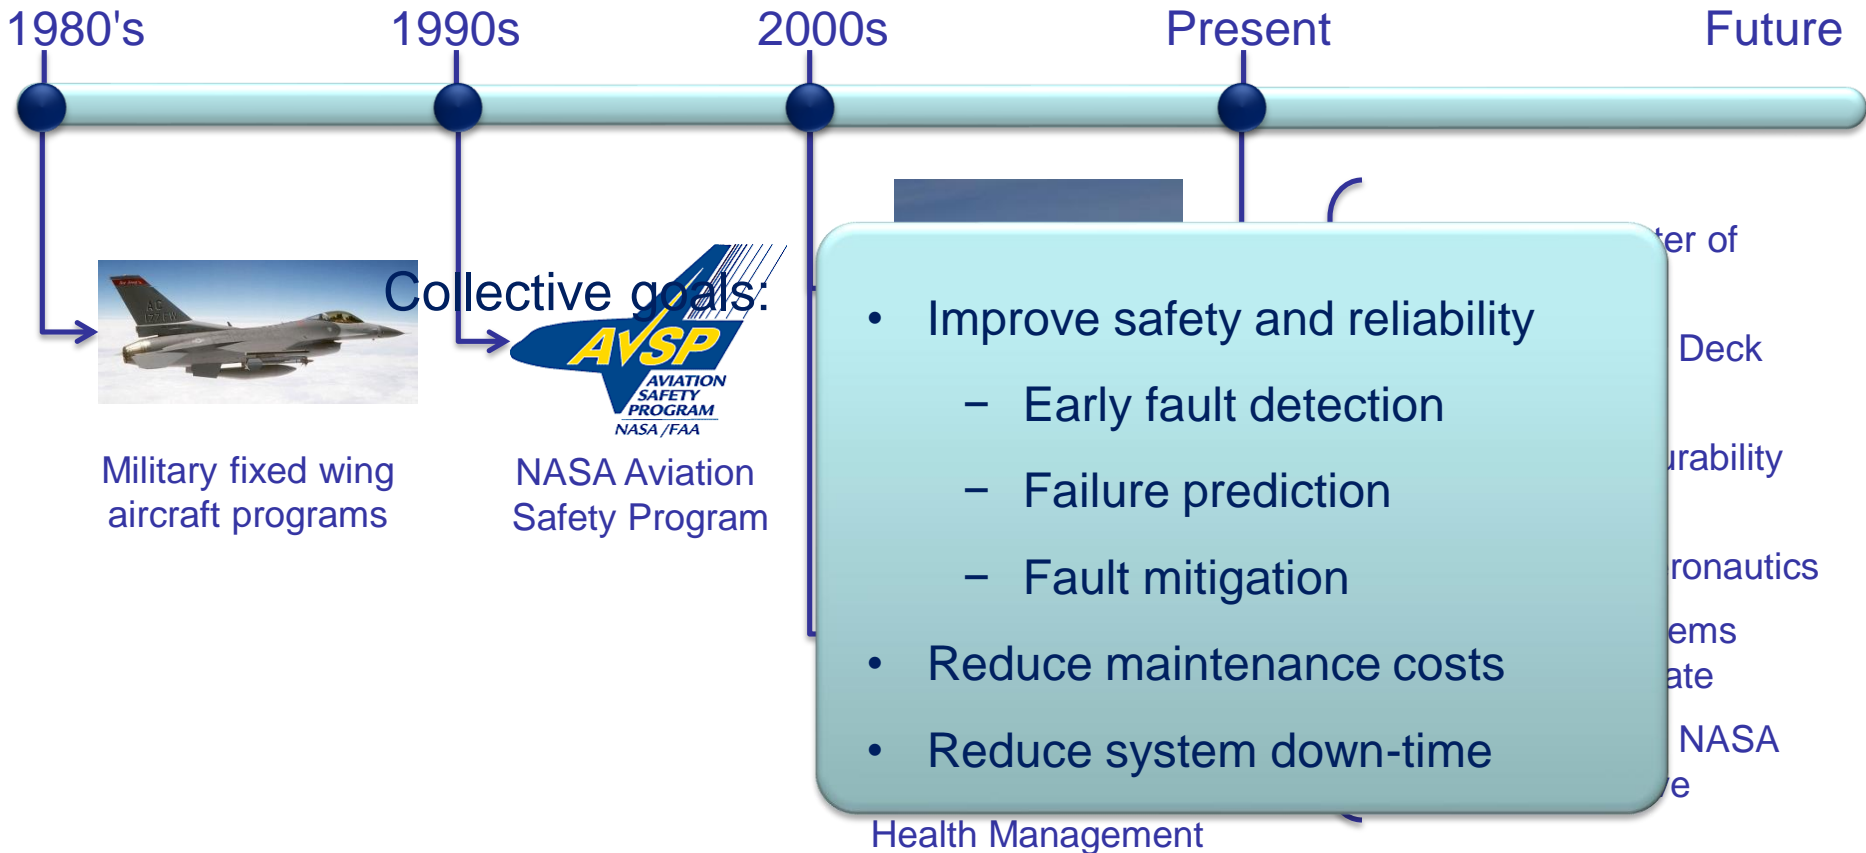 1980's
1990s
2000s
Present
Future
Military fixed wing
aircraft programs
Collective goals:
AVSP
AVIATION
SAFETY
PROGRAM
NASA/FAA
NASA Aviation
Safety Program
• Improve safety and reliability
− Early fault detection
− Failure prediction
− Fault mitigation
• Reduce maintenance costs
• Reduce system down-time
Health Management
of
Deck
NASA